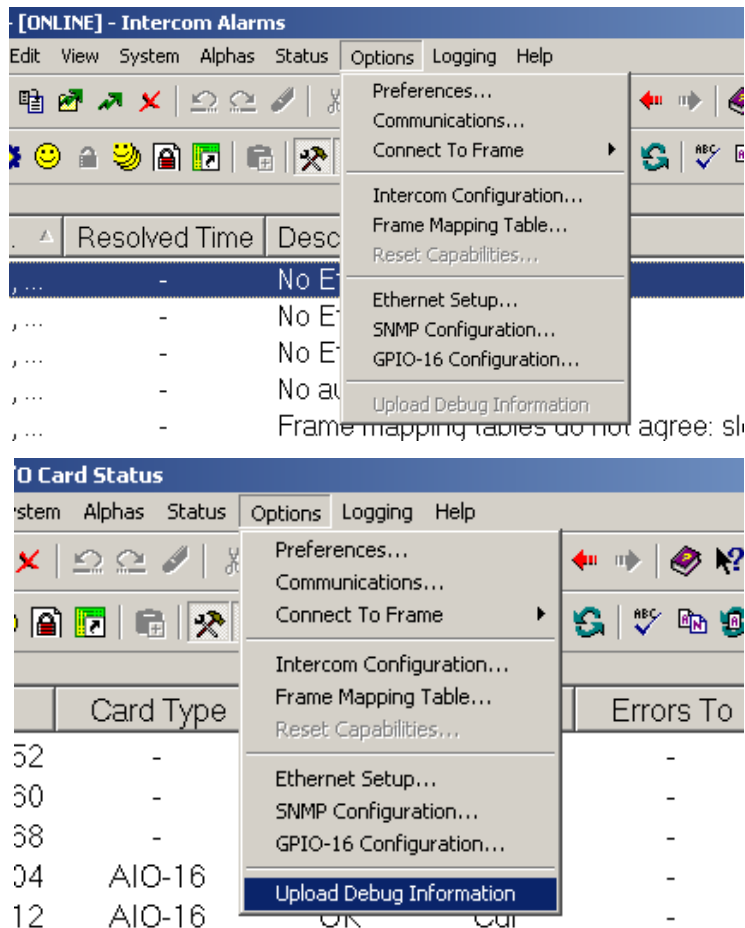 [ONLINE] - Intercom Alarms
Edit View System Alphas Status Options Logging Help
Preferences...
Communications...
Connect To Frame
ABC
Resolved Time Desc
Intercom Configuration...
Frame Mapping Table...
Reset Capabilities...
, ... - No E
Ethernet Setup...
, ... - No E
SNMP Configuration...
, ... - No E
GPIO-16 Configuration...
, ... - No au
Upload Debug Information
, ... - Frame mapping tables do not agree: sl
TO Card Status
stem Alphas Status Options Logging Help
Preferences...
Communications...
Connect To Frame
ABC
Intercom Configuration...
Frame Mapping Table...
Card Type Errors To
Reset Capabilities...
52 - -
Ethernet Setup...
60 - -
SNMP Configuration...
68 - -
GPIO-16 Configuration...
04 AIO-16 -
Upload Debug Information
12 AIO-16 OK -